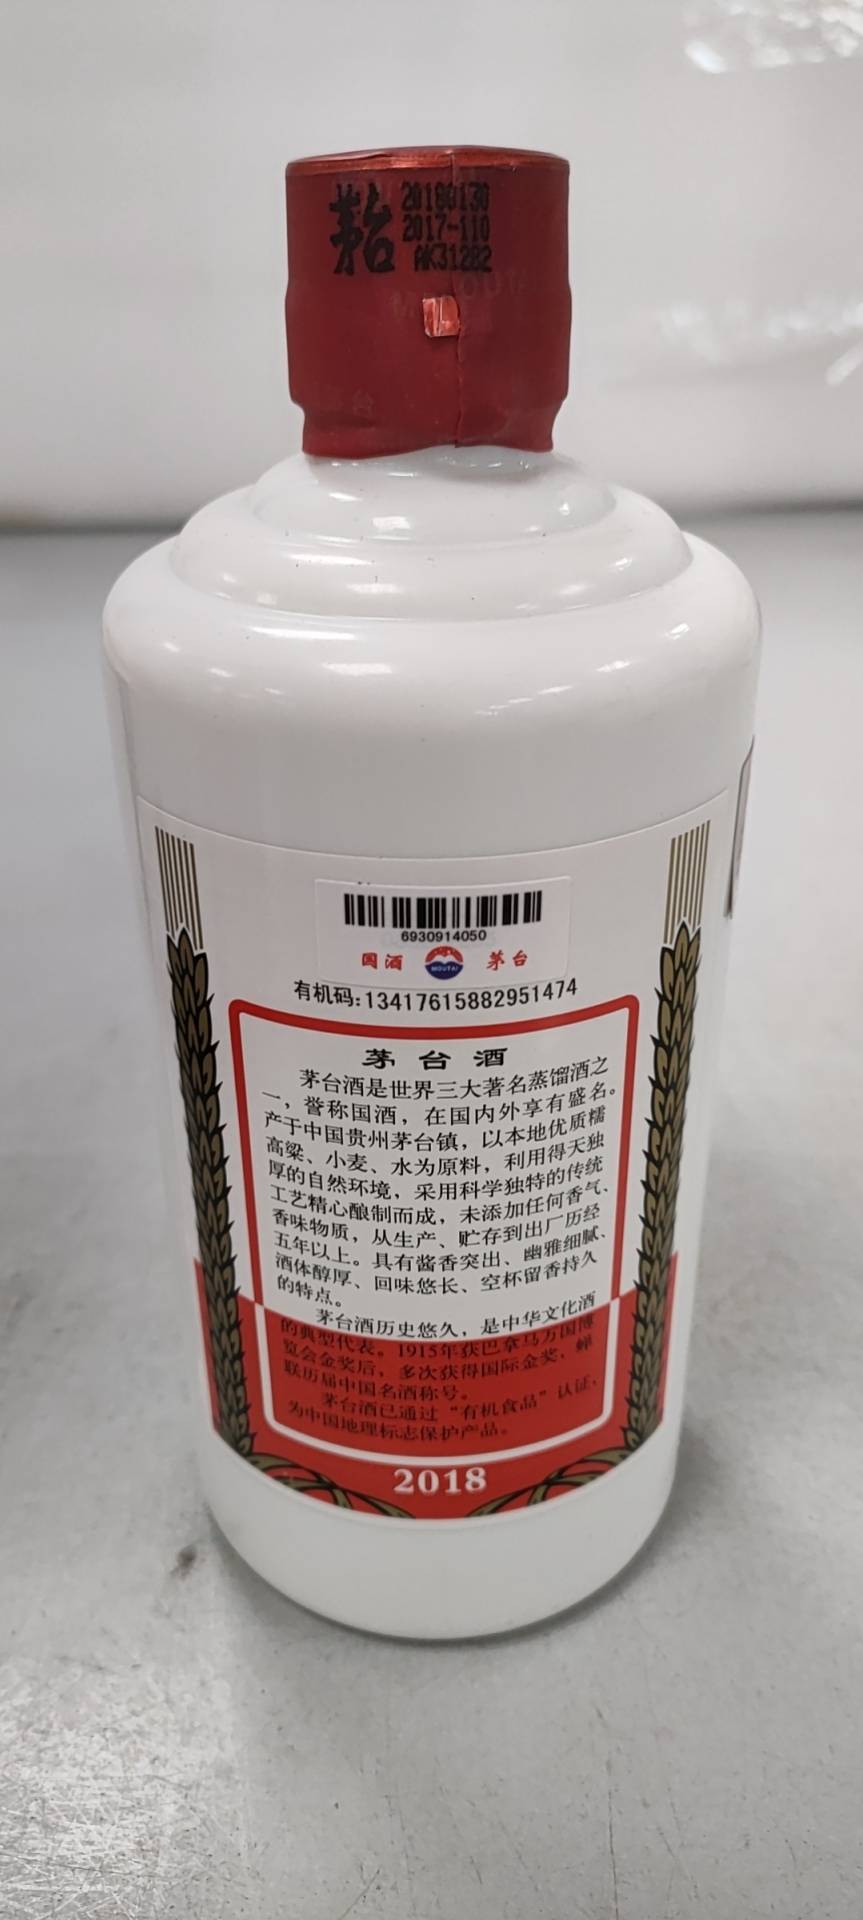 茅台
20180130
2017-110
AK31282
6930914050
国酒 MOUTAI 茅台
有机码:13417615882951474
茅台酒
茅台酒是世界三大著名蒸馏酒之
一，誉称国酒，在国内外享有盛名。
产于中国贵州茅台镇，以本地优质糯
高粱、小麦、水为原料，利用得天独
厚的自然环境，采用科学独特的传统
工艺精心酿制而成，未添加任何香气、
香味物质，从生产、贮存到出厂历经
五年以上。具有酱香突出、幽雅细腻、
酒体醇厚、回味悠长、空杯留香持久
的特点。
茅台酒历史悠久，是中华文化酒
的典型代表。1915年获巴拿马万国博
览会金奖后，多次获得国际金奖、蝉
联历届中国名酒称号。
茅台酒已通过“有机食品”认证，
为中国地理标志保护产品。
2018